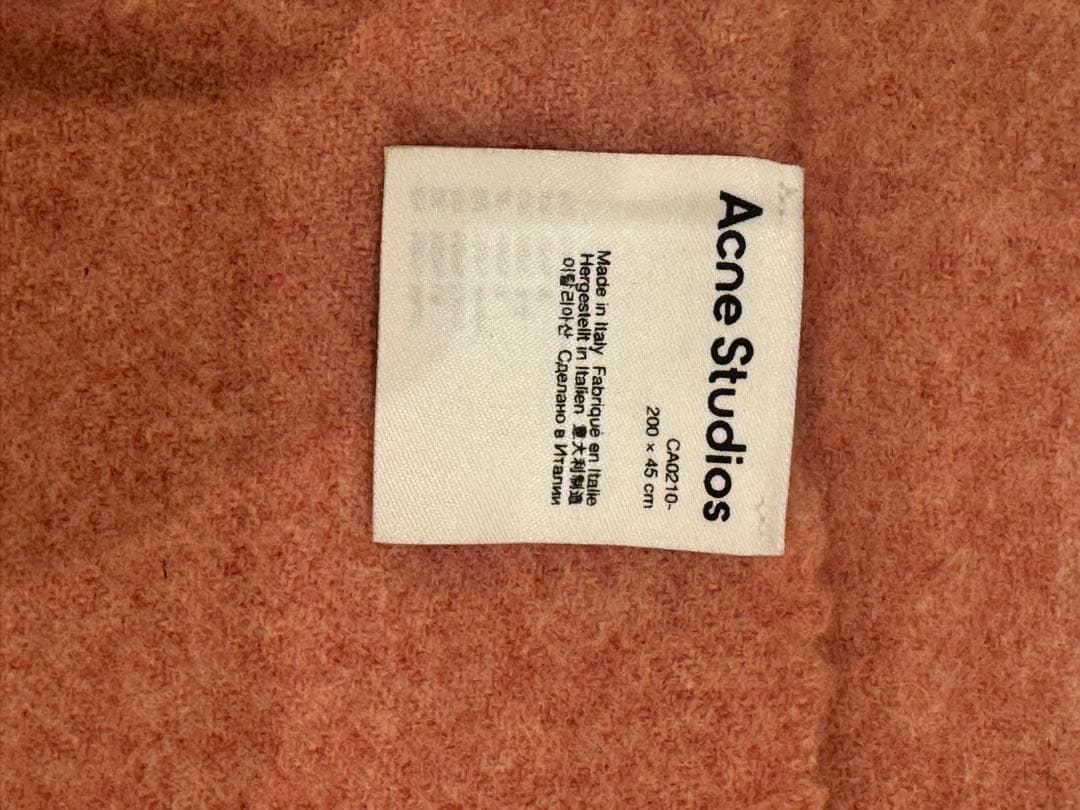 Acne Studios
CA0210-
200 × 45 cm
Made in Italy Fabriqué en Italie
Hergestellt in Italien 意大利制造
이탈리아산 Сделано в Италии